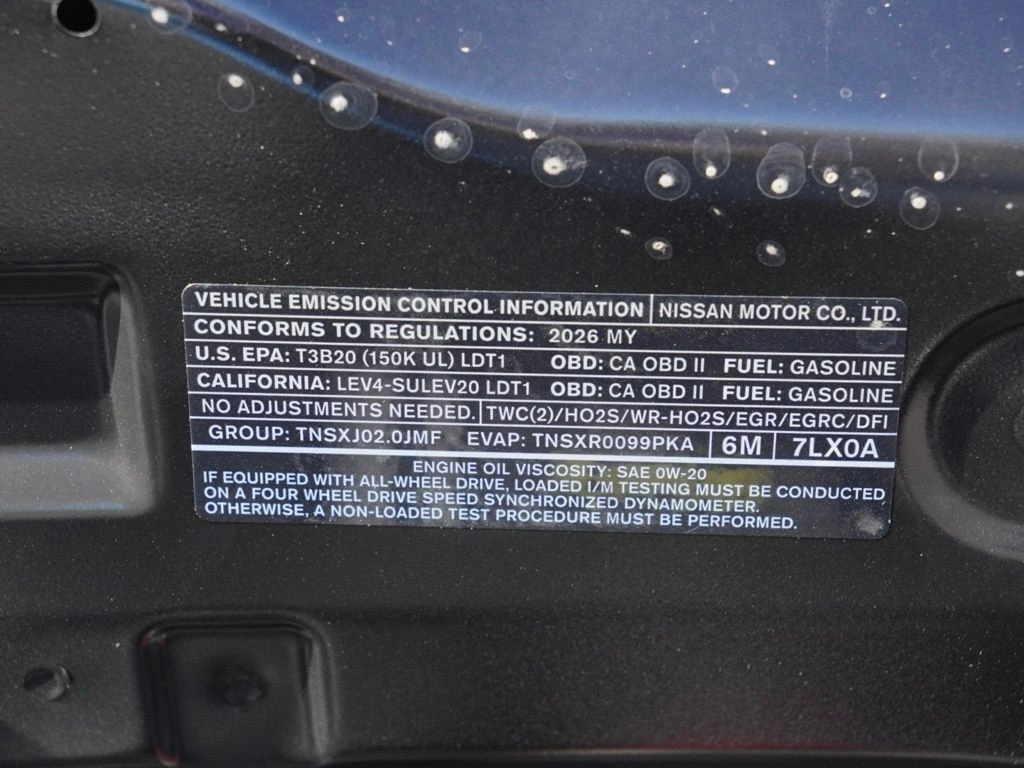 VEHICLE EMISSION CONTROL INFORMATION NISSAN MOTOR CO., LTD.
CONFORMS TO REGULATIONS: 2026 MY
U.S. EPA: T3B20 (150K UL) LDT1 OBD: CA OBD II FUEL: GASOLINE
CALIFORNIA: LEV4-SULEV20 LDT1 OBD: CA OBD II FUEL: GASOLINE
NO ADJUSTMENTS NEEDED. TWC(2)/HO2S/WR-HO2S/EGR/EGRC/DFI
GROUP: TNSXJ02.0JMF EVAP: TNSXR0099PKA 6M 7LX0A
ENGINE OIL VISCOSITY: SAE 0W-20
IF EQUIPPED WITH ALL-WHEEL DRIVE, LOADED I/M TESTING MUST BE CONDUCTED
ON A FOUR WHEEL DRIVE SPEED SYNCHRONIZED DYNAMOMETER.
OTHERWISE, A NON-LOADED TEST PROCEDURE MUST BE PERFORMED.